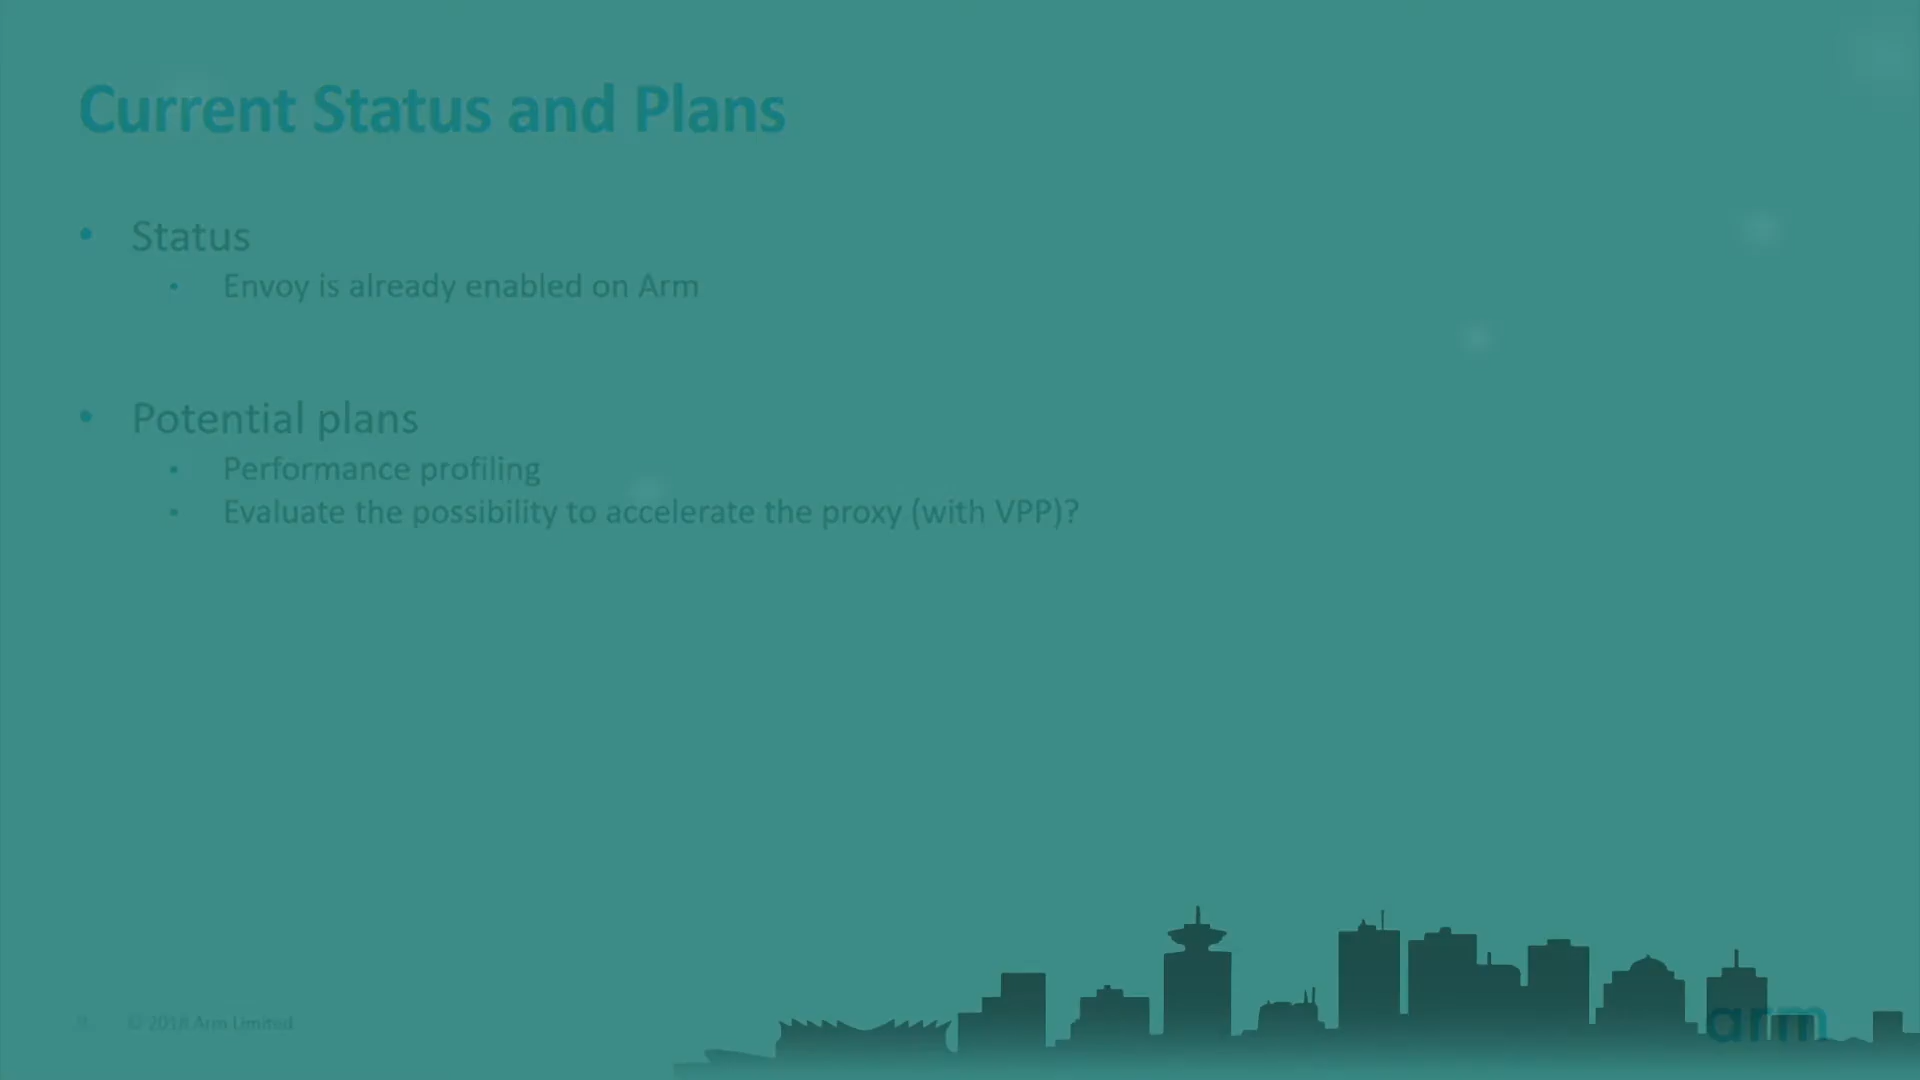 Current Status and Plans
• Status
• Envoy is already enabled on Arm
• Potential plans
• Performance profiling
• Evaluate the possibility to accelerate the proxy (with VPP)?
© 2018 Arm Limited
arm